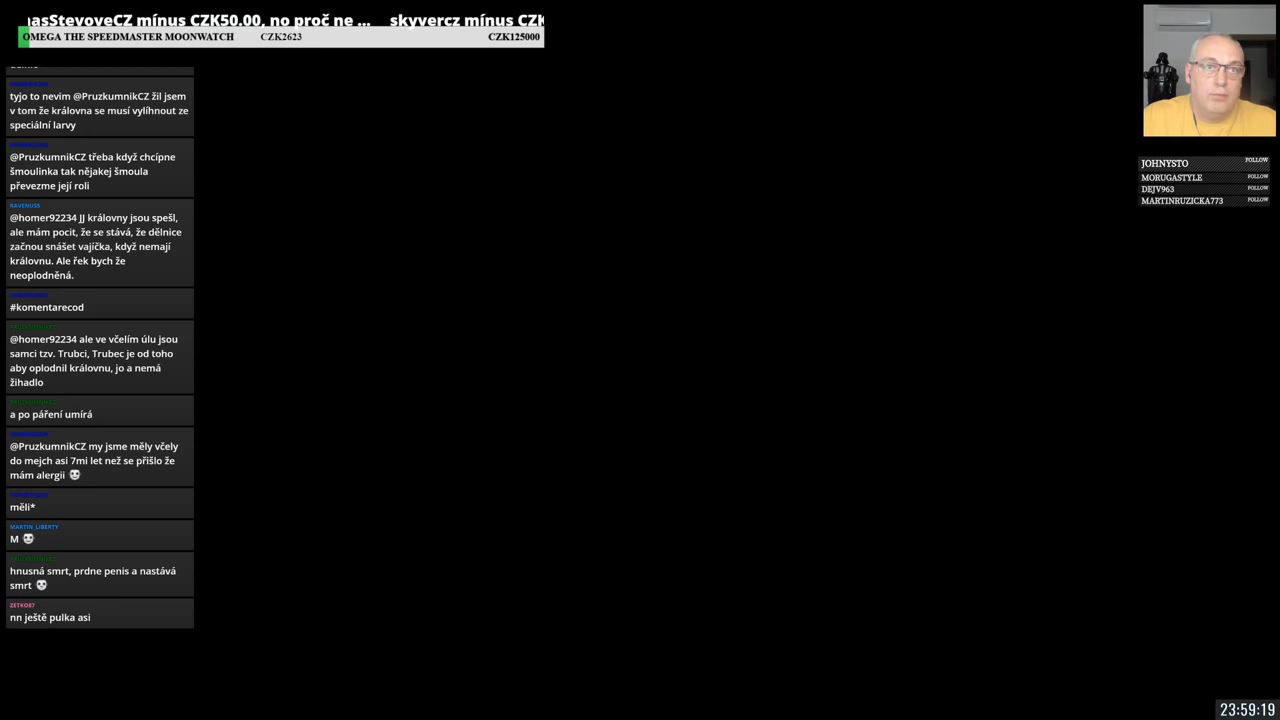 nasStevoveCZ mínus CZK50.00, no proč ne ... skyvercz mínus CZK
OMEGA THE SPEEDMASTER MOONWATCH CZK2623 CZK125000
tyjo to nevim @PruzkumnikCZ žil jsem
v tom že královna se musí vylíhnout ze
speciální larvy
@PruzkumnikCZ třeba když chcípne
šmoulinka tak nějakej šmoula
převezme její roli
RAVENUSS
@homer92234 JJ královny jsou spešl,
ale mám pocit, že se stává, že dělnice
začnou snášet vajíčka, když nemají
královnu. Ale řek bych že
neoplodněná.
#komentarecod
@homer92234 ale ve včelím úlu jsou
samci tzv. Trubci, Trubec je od toho
aby oplodnil královnu, jo a nemá
žihadlo
a po páření umírá
@PruzkumnikCZ my jsme měly včely
do mejch asi 7mi let než se přišlo že
mám alergii
měli*
MARTIN_LIBERTY
M
hnusná smrt, prdne penis a nastává
smrt
ZETKO87
nn ještě pulka asi
JOHNYSTO FOLLOW
MORUGASTYLE FOLLOW
DEJV963 FOLLOW
MARTINRUZICKA773 FOLLOW
23:59:19